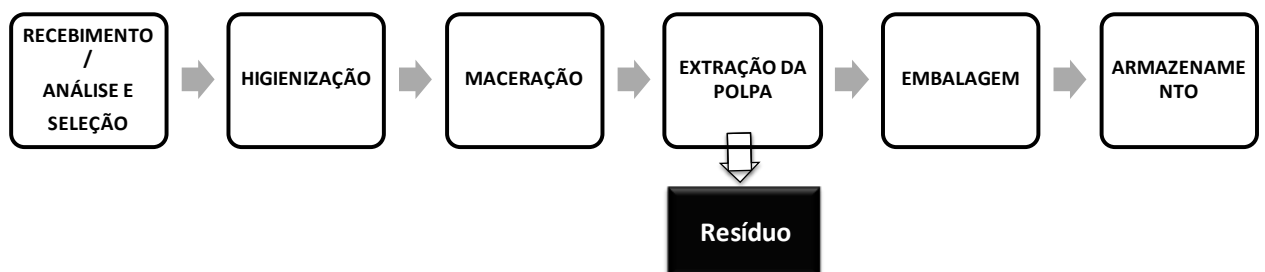 RECEBIMENTO
/
ANÁLISE E
SELEÇÃO
HIGIENIZAÇÃO
MACERAÇÃO
EXTRAÇÃO DA
POLPA
EMBALAGEM
ARMAZENAME
NTO
Resíduo